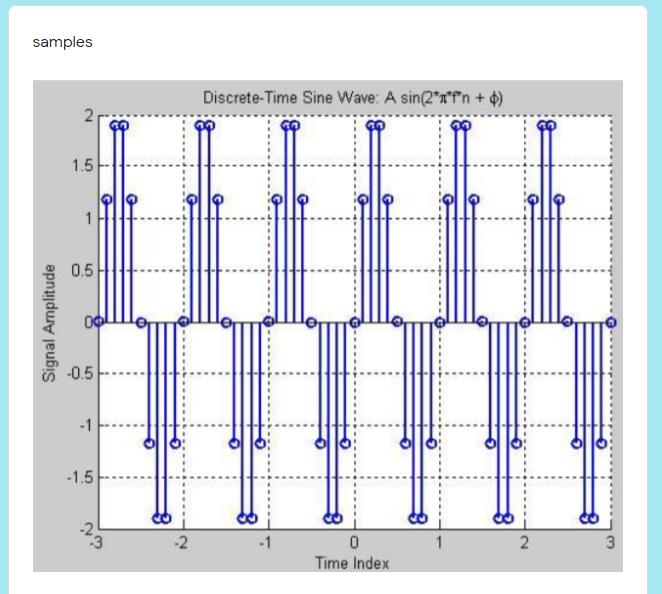 samples
Discrete-Time Sine Wave: A sin(2*π*f*n + ϕ)
2
1.5
1
0.5
0
-0.5
-1
-1.5
-2
Signal Amplitude
-3 -2 -1 0 1 2 3
Time Index